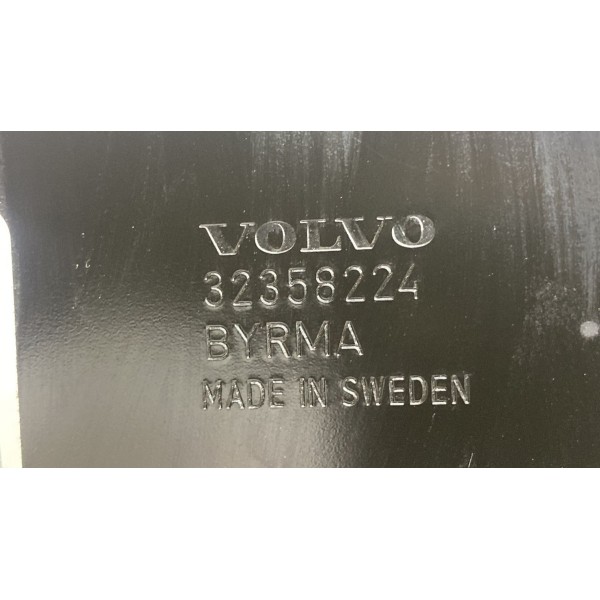 VOLVO
32358224
BYRMA
MADE IN SWEDEN